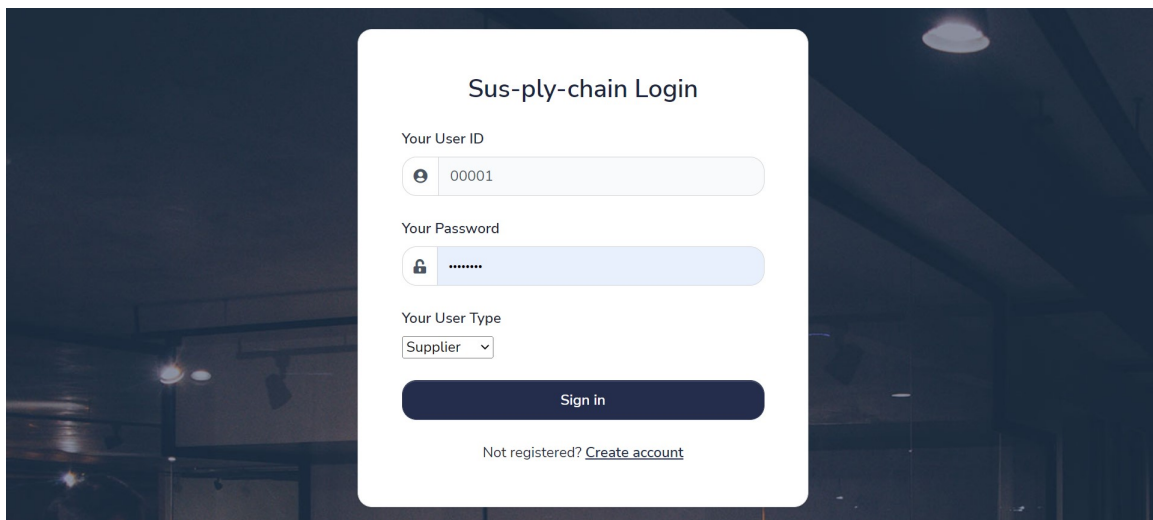 Sus-ply-chain Login
Your User ID
00001
Your Password
••••••••
Your User Type
Supplier
Sign in
Not registered? Create account